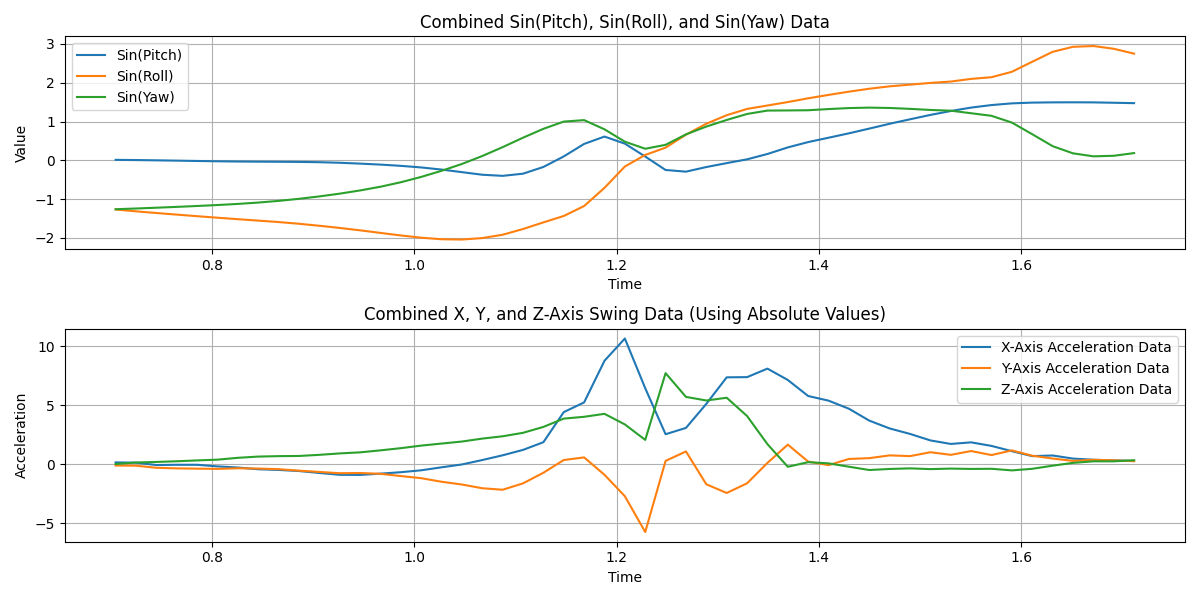 Combined Sin(Pitch), Sin(Roll), and Sin(Yaw) Data
Value
3
2
1
0
−1
−2
Sin(Pitch)
Sin(Roll)
Sin(Yaw)
0.8 1.0 1.2 1.4 1.6
Time
Combined X, Y, and Z-Axis Swing Data (Using Absolute Values)
Acceleration
10
5
0
−5
X-Axis Acceleration Data
Y-Axis Acceleration Data
Z-Axis Acceleration Data
0.8 1.0 1.2 1.4 1.6
Time